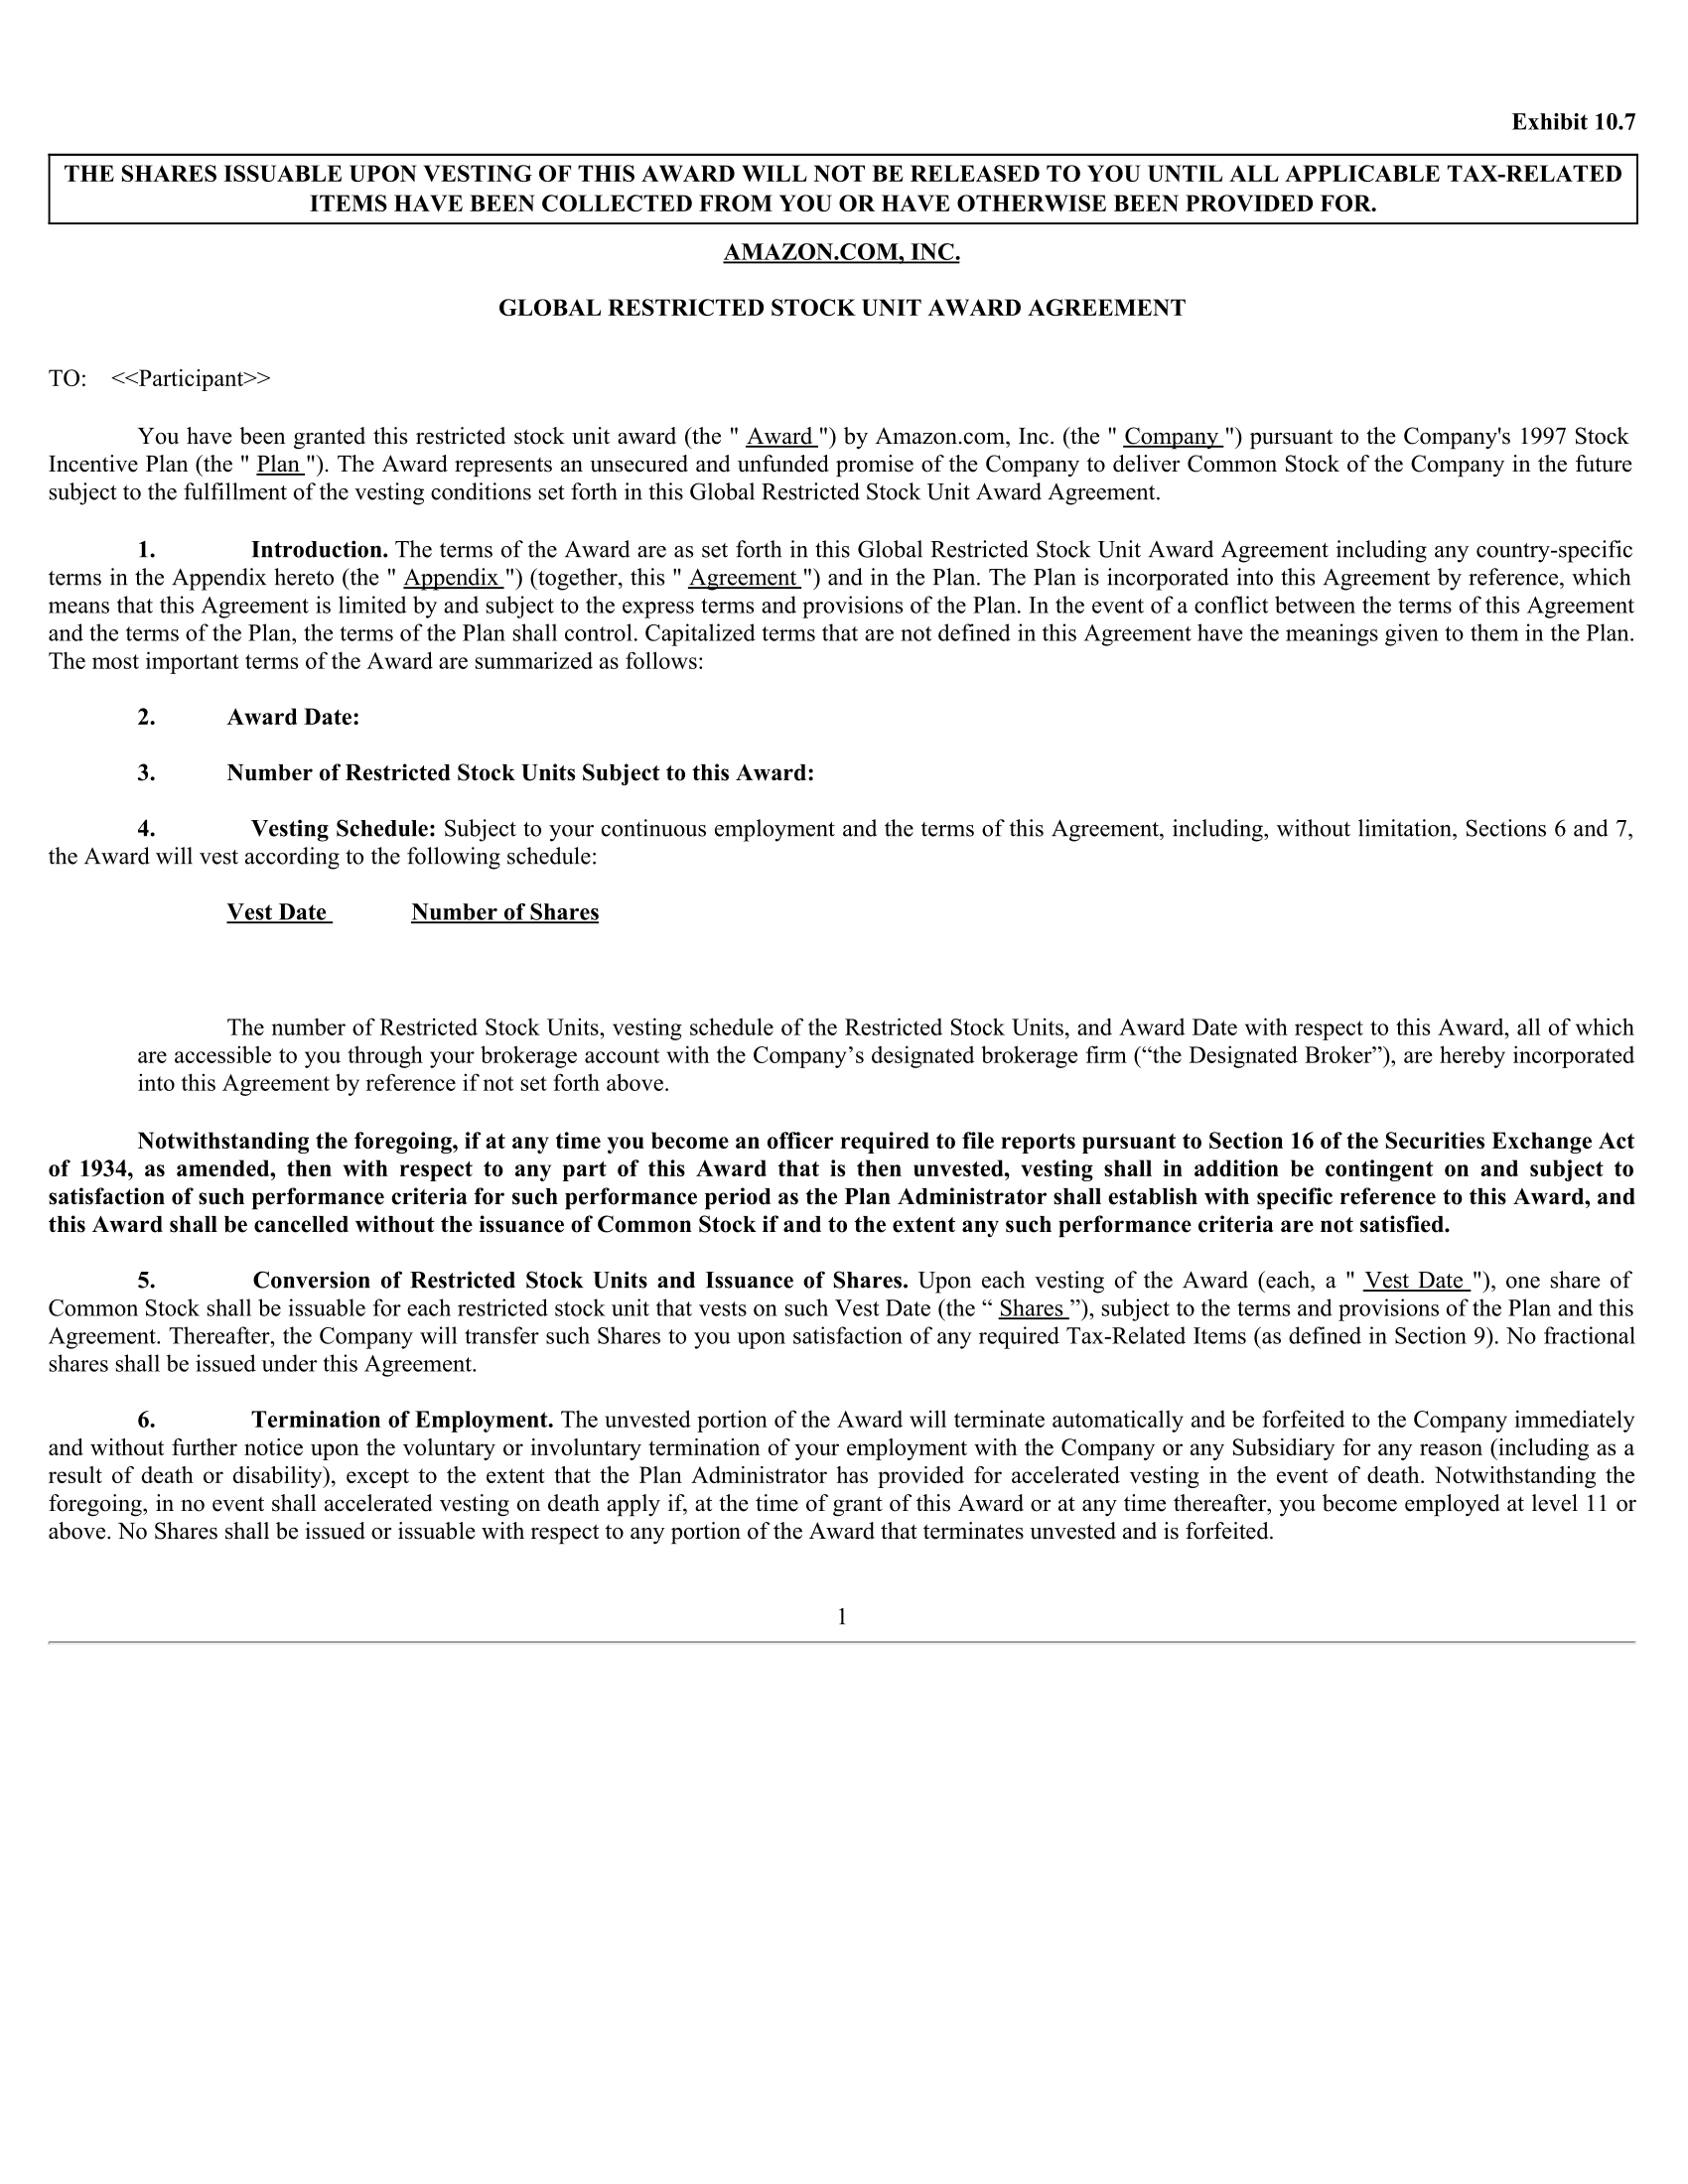 Exhibit 10.7
THE SHARES ISSUABLE UPON VESTING OF THIS AWARD WILL NOT BE RELEASED TO YOU UNTIL ALL APPLICABLE TAX-RELATED
ITEMS HAVE BEEN COLLECTED FROM YOU OR HAVE OTHERWISE BEEN PROVIDED FOR.
AMAZON.COM, INC.
GLOBAL RESTRICTED STOCK UNIT AWARD AGREEMENT
TO: <<Participant>>
You have been granted this restricted stock unit award (the " Award ") by Amazon.com, Inc. (the " Company ") pursuant to the Company's 1997 Stock
Incentive Plan (the " Plan "). The Award represents an unsecured and unfunded promise of the Company to deliver Common Stock of the Company in the future
subject to the fulfillment of the vesting conditions set forth in this Global Restricted Stock Unit Award Agreement.
1. Introduction. The terms of the Award are as set forth in this Global Restricted Stock Unit Award Agreement including any country-specific
terms in the Appendix hereto (the " Appendix ") (together, this " Agreement ") and in the Plan. The Plan is incorporated into this Agreement by reference, which
means that this Agreement is limited by and subject to the express terms and provisions of the Plan. In the event of a conflict between the terms of this Agreement
and the terms of the Plan, the terms of the Plan shall control. Capitalized terms that are not defined in this Agreement have the meanings given to them in the Plan.
The most important terms of the Award are summarized as follows:
2. Award Date:
3. Number of Restricted Stock Units Subject to this Award:
4. Vesting Schedule: Subject to your continuous employment and the terms of this Agreement, including, without limitation, Sections 6 and 7,
the Award will vest according to the following schedule:
Vest Date Number of Shares
The number of Restricted Stock Units, vesting schedule of the Restricted Stock Units, and Award Date with respect to this Award, all of which
are accessible to you through your brokerage account with the Company’s designated brokerage firm (“the Designated Broker”), are hereby incorporated
into this Agreement by reference if not set forth above.
Notwithstanding the foregoing, if at any time you become an officer required to file reports pursuant to Section 16 of the Securities Exchange Act
of 1934, as amended, then with respect to any part of this Award that is then unvested, vesting shall in addition be contingent on and subject to
satisfaction of such performance criteria for such performance period as the Plan Administrator shall establish with specific reference to this Award, and
this Award shall be cancelled without the issuance of Common Stock if and to the extent any such performance criteria are not satisfied.
5. Conversion of Restricted Stock Units and Issuance of Shares. Upon each vesting of the Award (each, a " Vest Date "), one share of
Common Stock shall be issuable for each restricted stock unit that vests on such Vest Date (the “ Shares ”), subject to the terms and provisions of the Plan and this
Agreement. Thereafter, the Company will transfer such Shares to you upon satisfaction of any required Tax-Related Items (as defined in Section 9). No fractional
shares shall be issued under this Agreement.
6. Termination of Employment. The unvested portion of the Award will terminate automatically and be forfeited to the Company immediately
and without further notice upon the voluntary or involuntary termination of your employment with the Company or any Subsidiary for any reason (including as a
result of death or disability), except to the extent that the Plan Administrator has provided for accelerated vesting in the event of death. Notwithstanding the
foregoing, in no event shall accelerated vesting on death apply if, at the time of grant of this Award or at any time thereafter, you become employed at level 11 or
above. No Shares shall be issued or issuable with respect to any portion of the Award that terminates unvested and is forfeited.
1